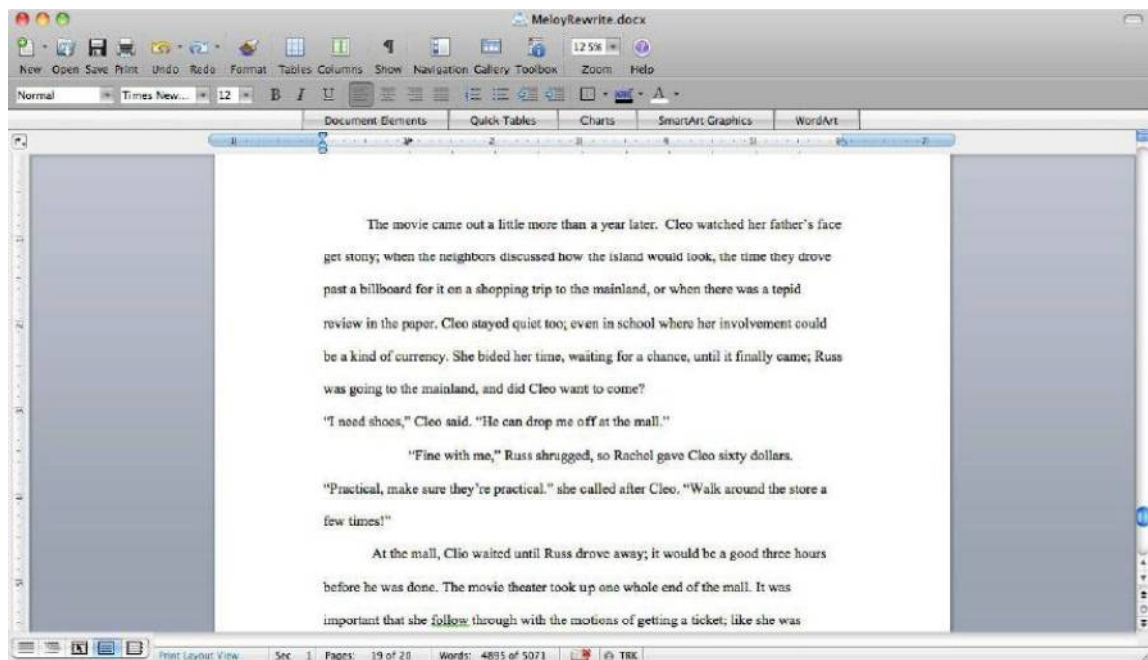 MeloyRewrite.docx
New Open Save Print Undo Redo Format Tables Columns Show Navigation Gallery Toolbox Zoom Help
125%
Normal Times New... 12 B I U ABC A
Document Elements Quick Tables Charts SmartArt Graphics WordArt
The movie came out a little more than a year later. Cleo watched her father's face
get stony; when the neighbors discussed how the island would look, the time they drove
past a billboard for it on a shopping trip to the mainland, or when there was a tepid
review in the paper. Cleo stayed quiet too; even in school where her involvement could
be a kind of currency. She bided her time, waiting for a chance, until it finally came; Russ
was going to the mainland, and did Cleo want to come?
"I need shoes," Cleo said. "He can drop me off at the mall."
"Fine with me," Russ shrugged, so Rachel gave Cleo sixty dollars.
"Practical, make sure they're practical." she called after Cleo. "Walk around the store a
few times!"
At the mall, Clio waited until Russ drove away; it would be a good three hours
before he was done. The movie theater took up one whole end of the mall. It was
important that she follow through with the motions of getting a ticket; like she was
Print Layout View Sec 1 Pages: 19 of 20 Words: 4895 of 5071 TRK